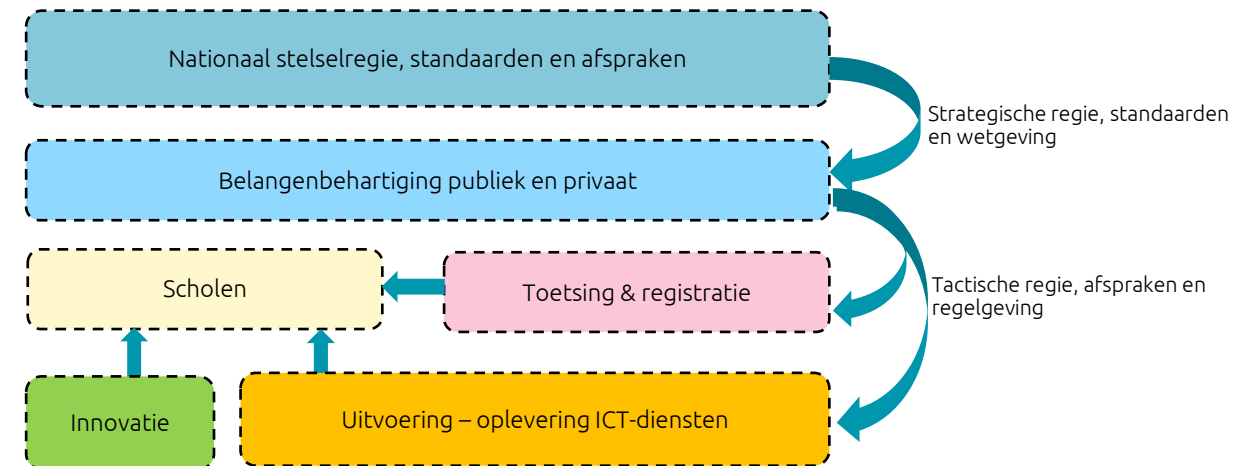 Nationaal stelselregie, standaarden en afspraken
Strategische regie, standaarden
en wetgeving
Belangenbehartiging publiek en privaat
Scholen
Toetsing & registratie
Tactische regie, afspraken en
regelgeving
Innovatie
Uitvoering – oplevering ICT-diensten